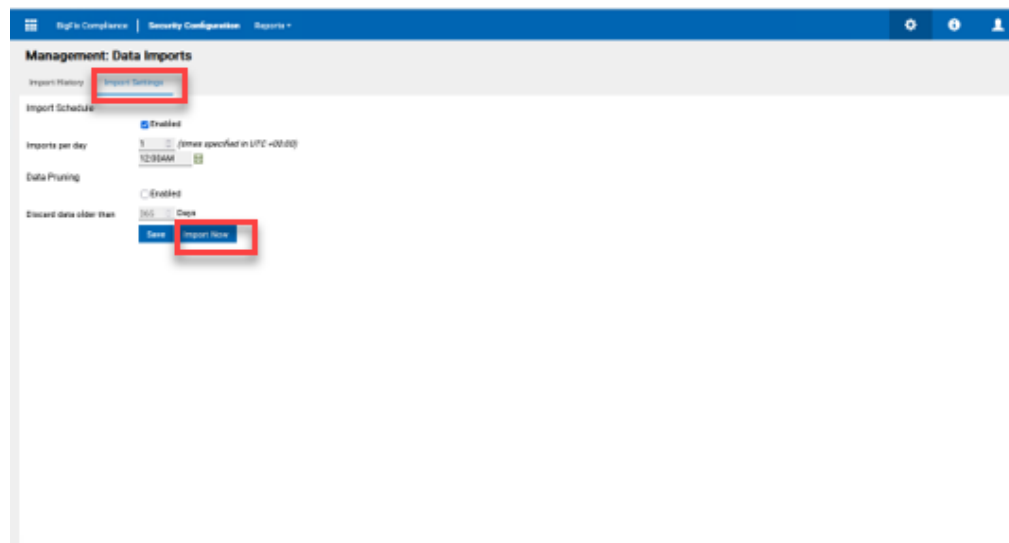 BigFix Compliance | Security Configuration Reports
Management: Data Imports
Import History Import Settings
Import Schedule
Enabled
Imports per day 1 (times specified in UTC +00:00)
12:00AM
Data Pruning
Enabled
Discard data older than 365 Days
Save Import Now